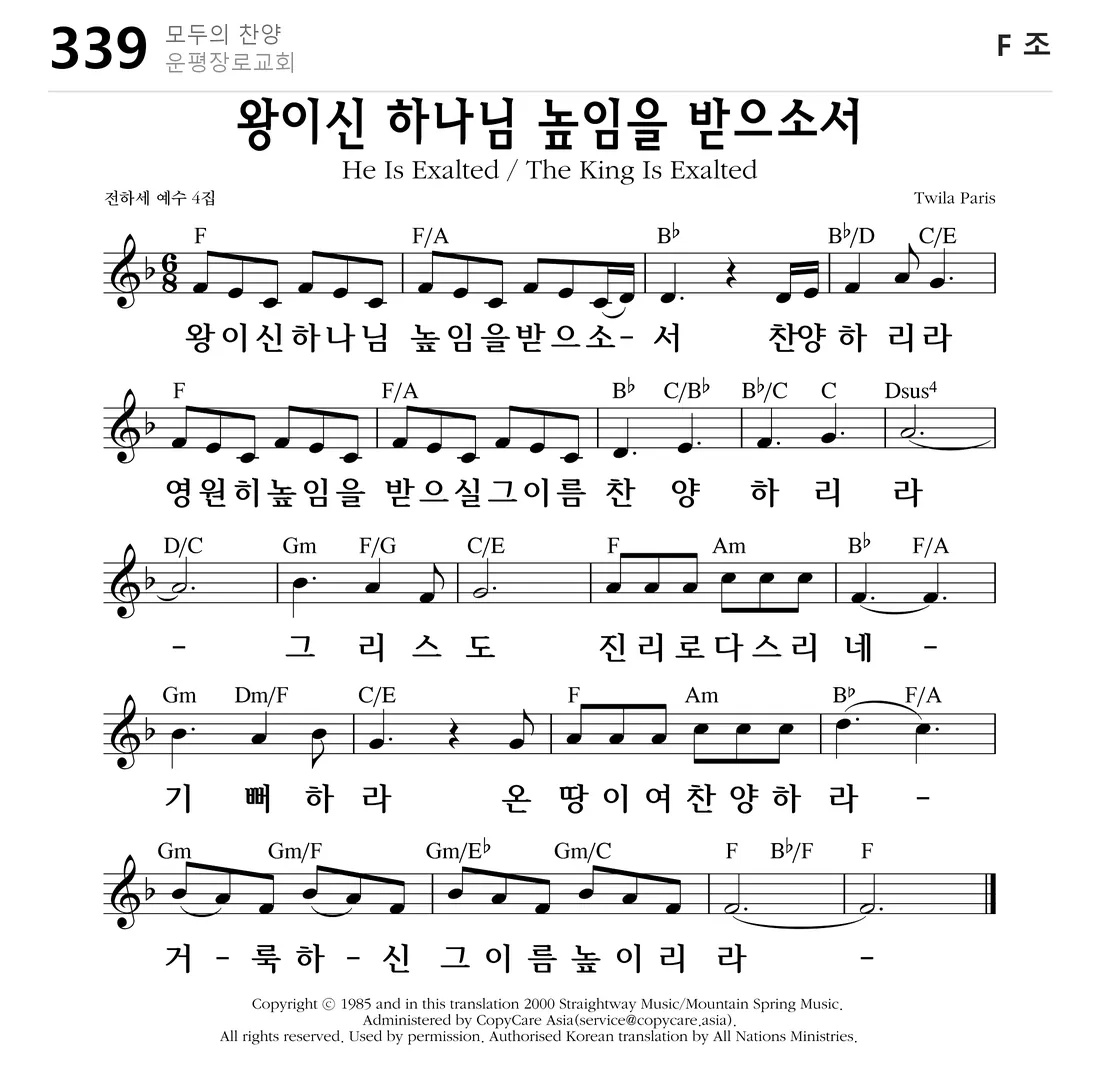 339 모두의 찬양 F 조
운평장로교회
왕이신 하나님 높임을 받으소서
He Is Exalted / The King Is Exalted
전하세 예수 4집 Twila Paris
F F/A B♭ B♭/D C/E
왕이신하나님 높임을받으소- 서 찬양하 리라
F F/A B♭ C/B♭ B♭/C C Dsus4
영원히높임을 받으실그이름 찬 양 하 리 라
D/C Gm F/G C/E F Am B♭ F/A
- 그 리 스 도 진리로다스리 네 -
Gm Dm/F C/E F Am B♭ F/A
기 뻐 하 라 온 땅이여찬양하 라 -
Gm Gm/F Gm/E♭ Gm/C F B♭/F F
거 - 룩하 - 신 그이름높이리 라 -
Copyright ⓒ 1985 and in this translation 2000 Straightway Music/Mountain Spring Music.
Administered by CopyCare Asia(service@copycare.asia).
All rights reserved. Used by permission. Authorised Korean translation by All Nations Ministries.